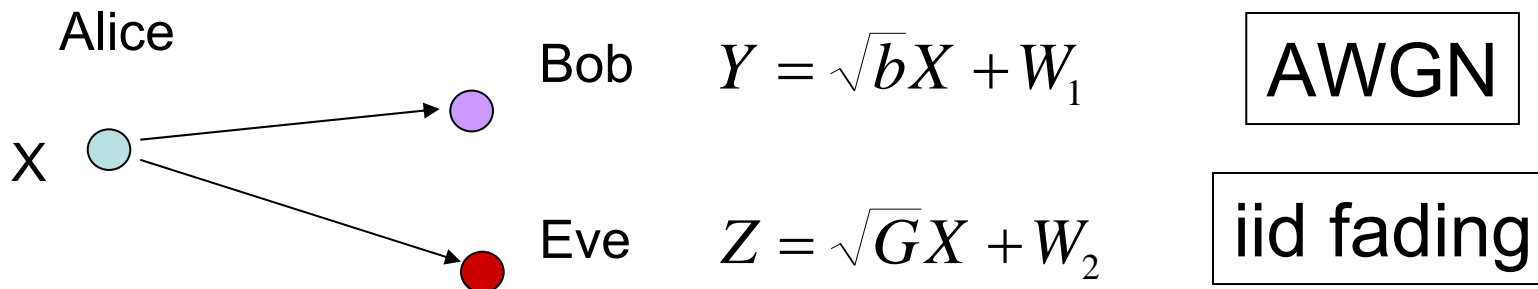 Alice
Bob Y = √b X + W₁ AWGN
X
Eve Z = √G X + W₂ iid fading